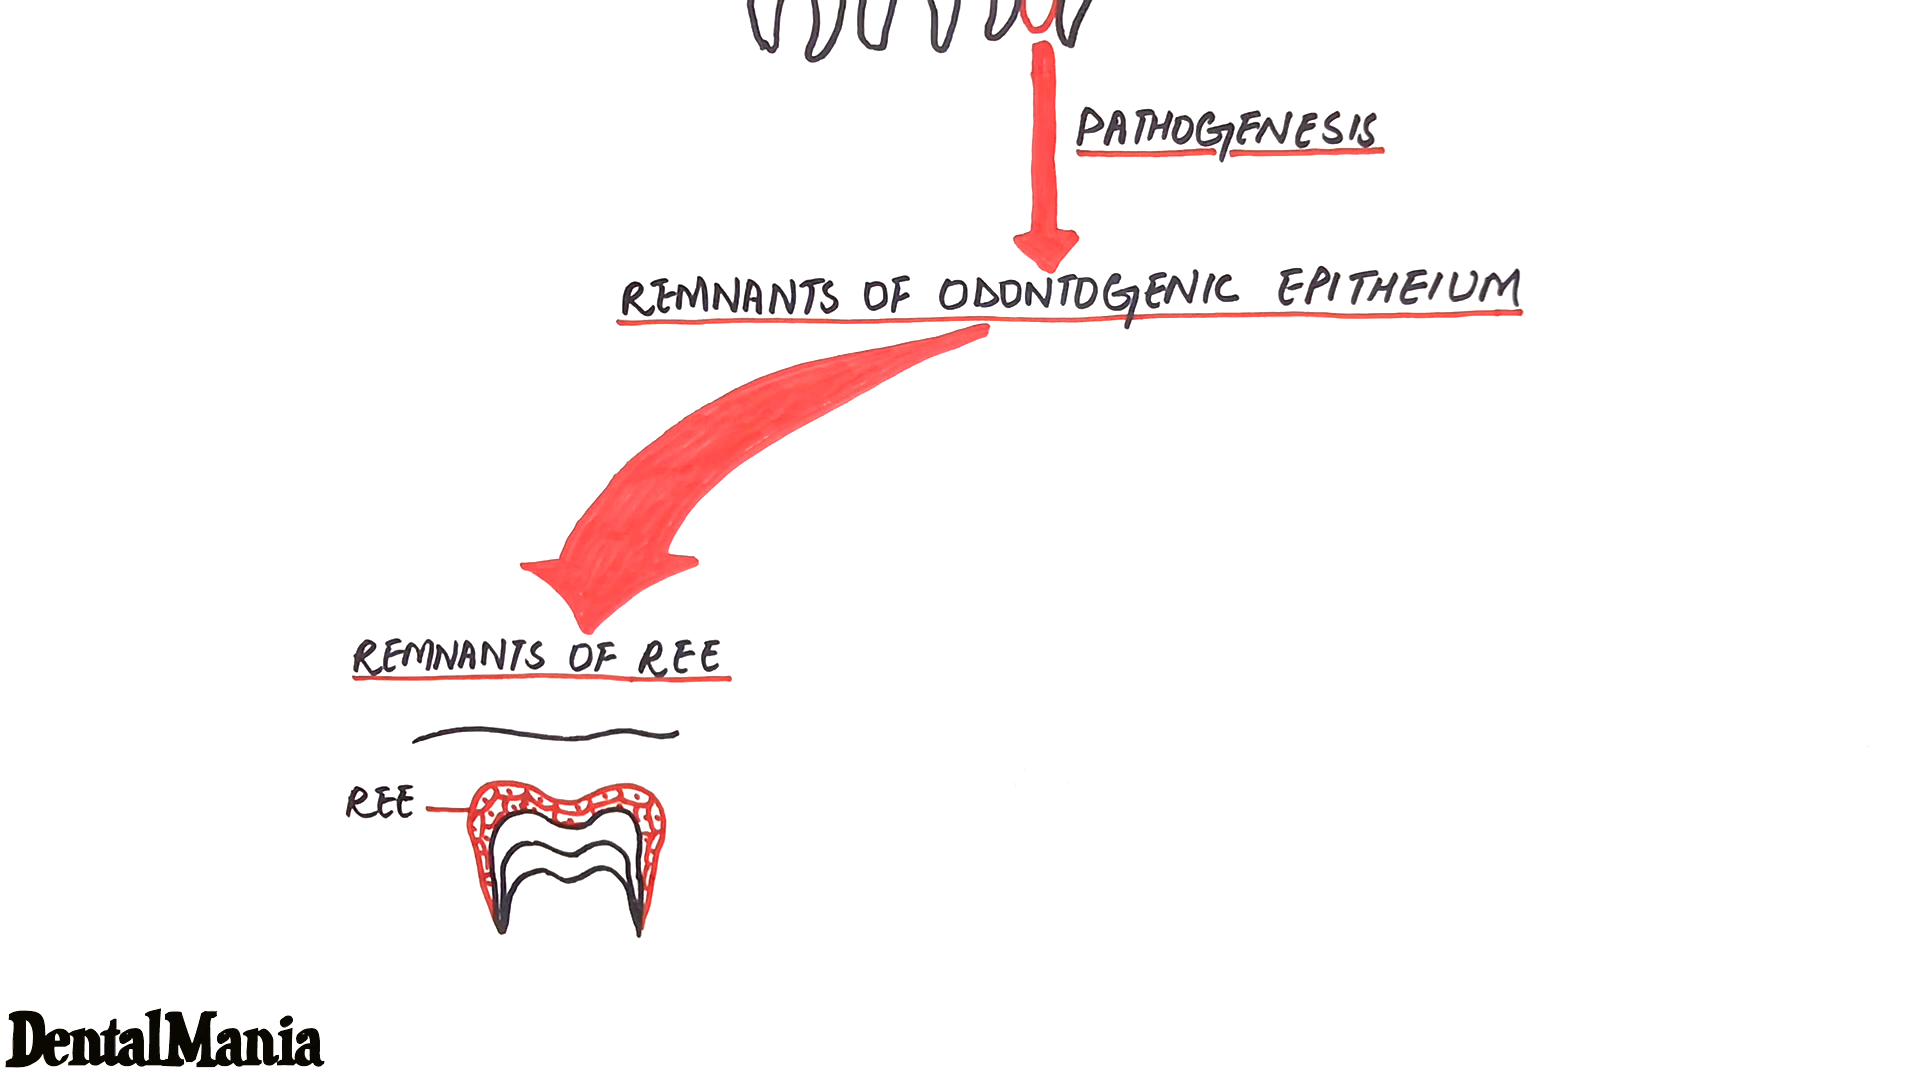 PATHOGENESIS
REMNANTS OF ODONTOGENIC EPITHEIUM
REMNANTS OF REE
REE
DentalMania